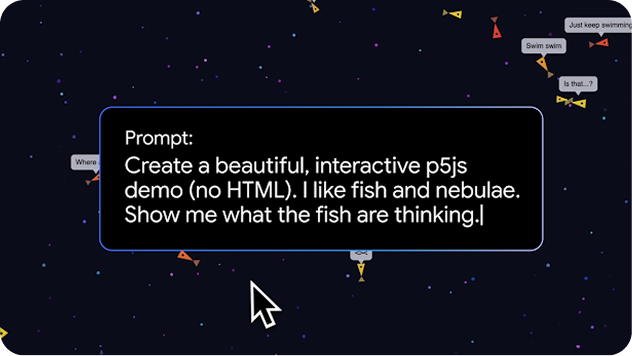 Just keep swimming
Swim swim
Is that...?
Prompt:
Create a beautiful, interactive p5js
demo (no HTML). I like fish and nebulae.
Show me what the fish are thinking.
Where